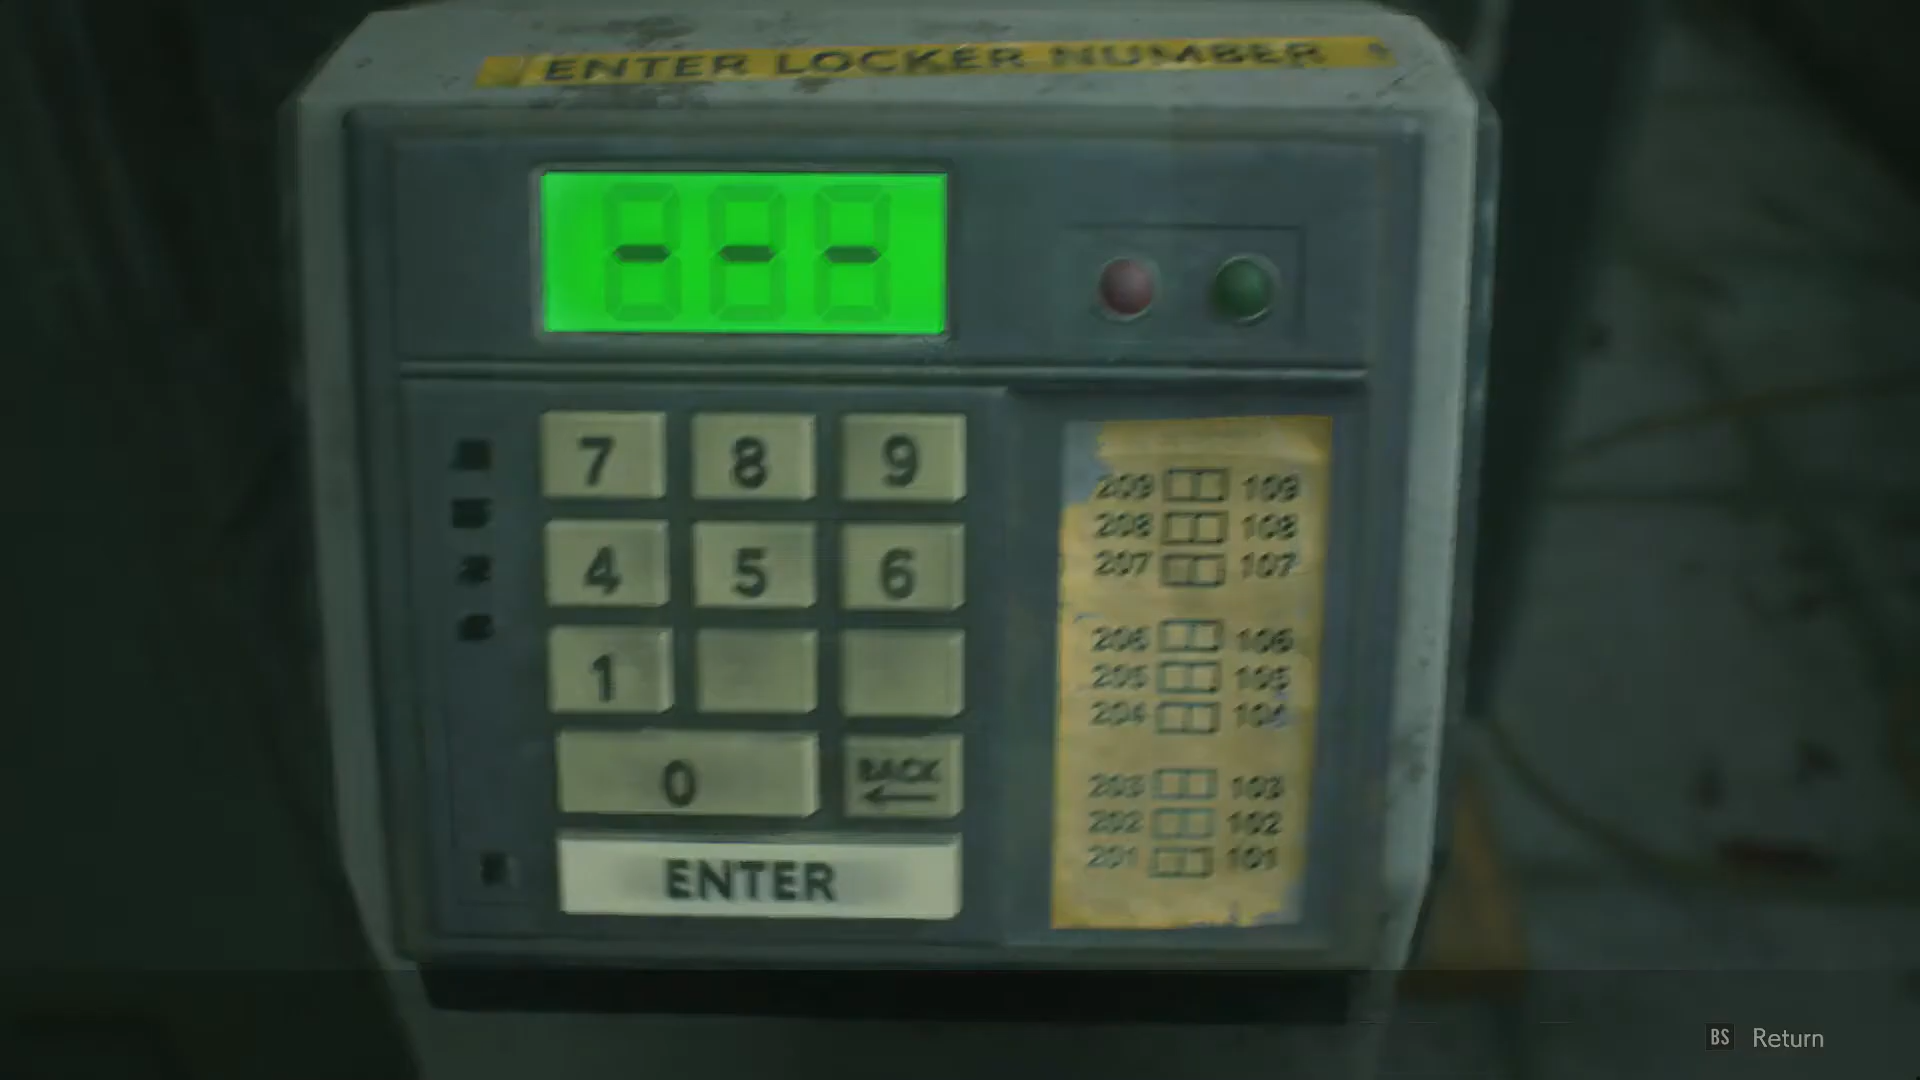 ENTER LOCKER NUMBER
- - -
7 8 9
4 5 6
1
0 BACK
ENTER
209 109
208 108
207 107
206 106
205 105
204 104
203 103
202 102
201 101
BS Return